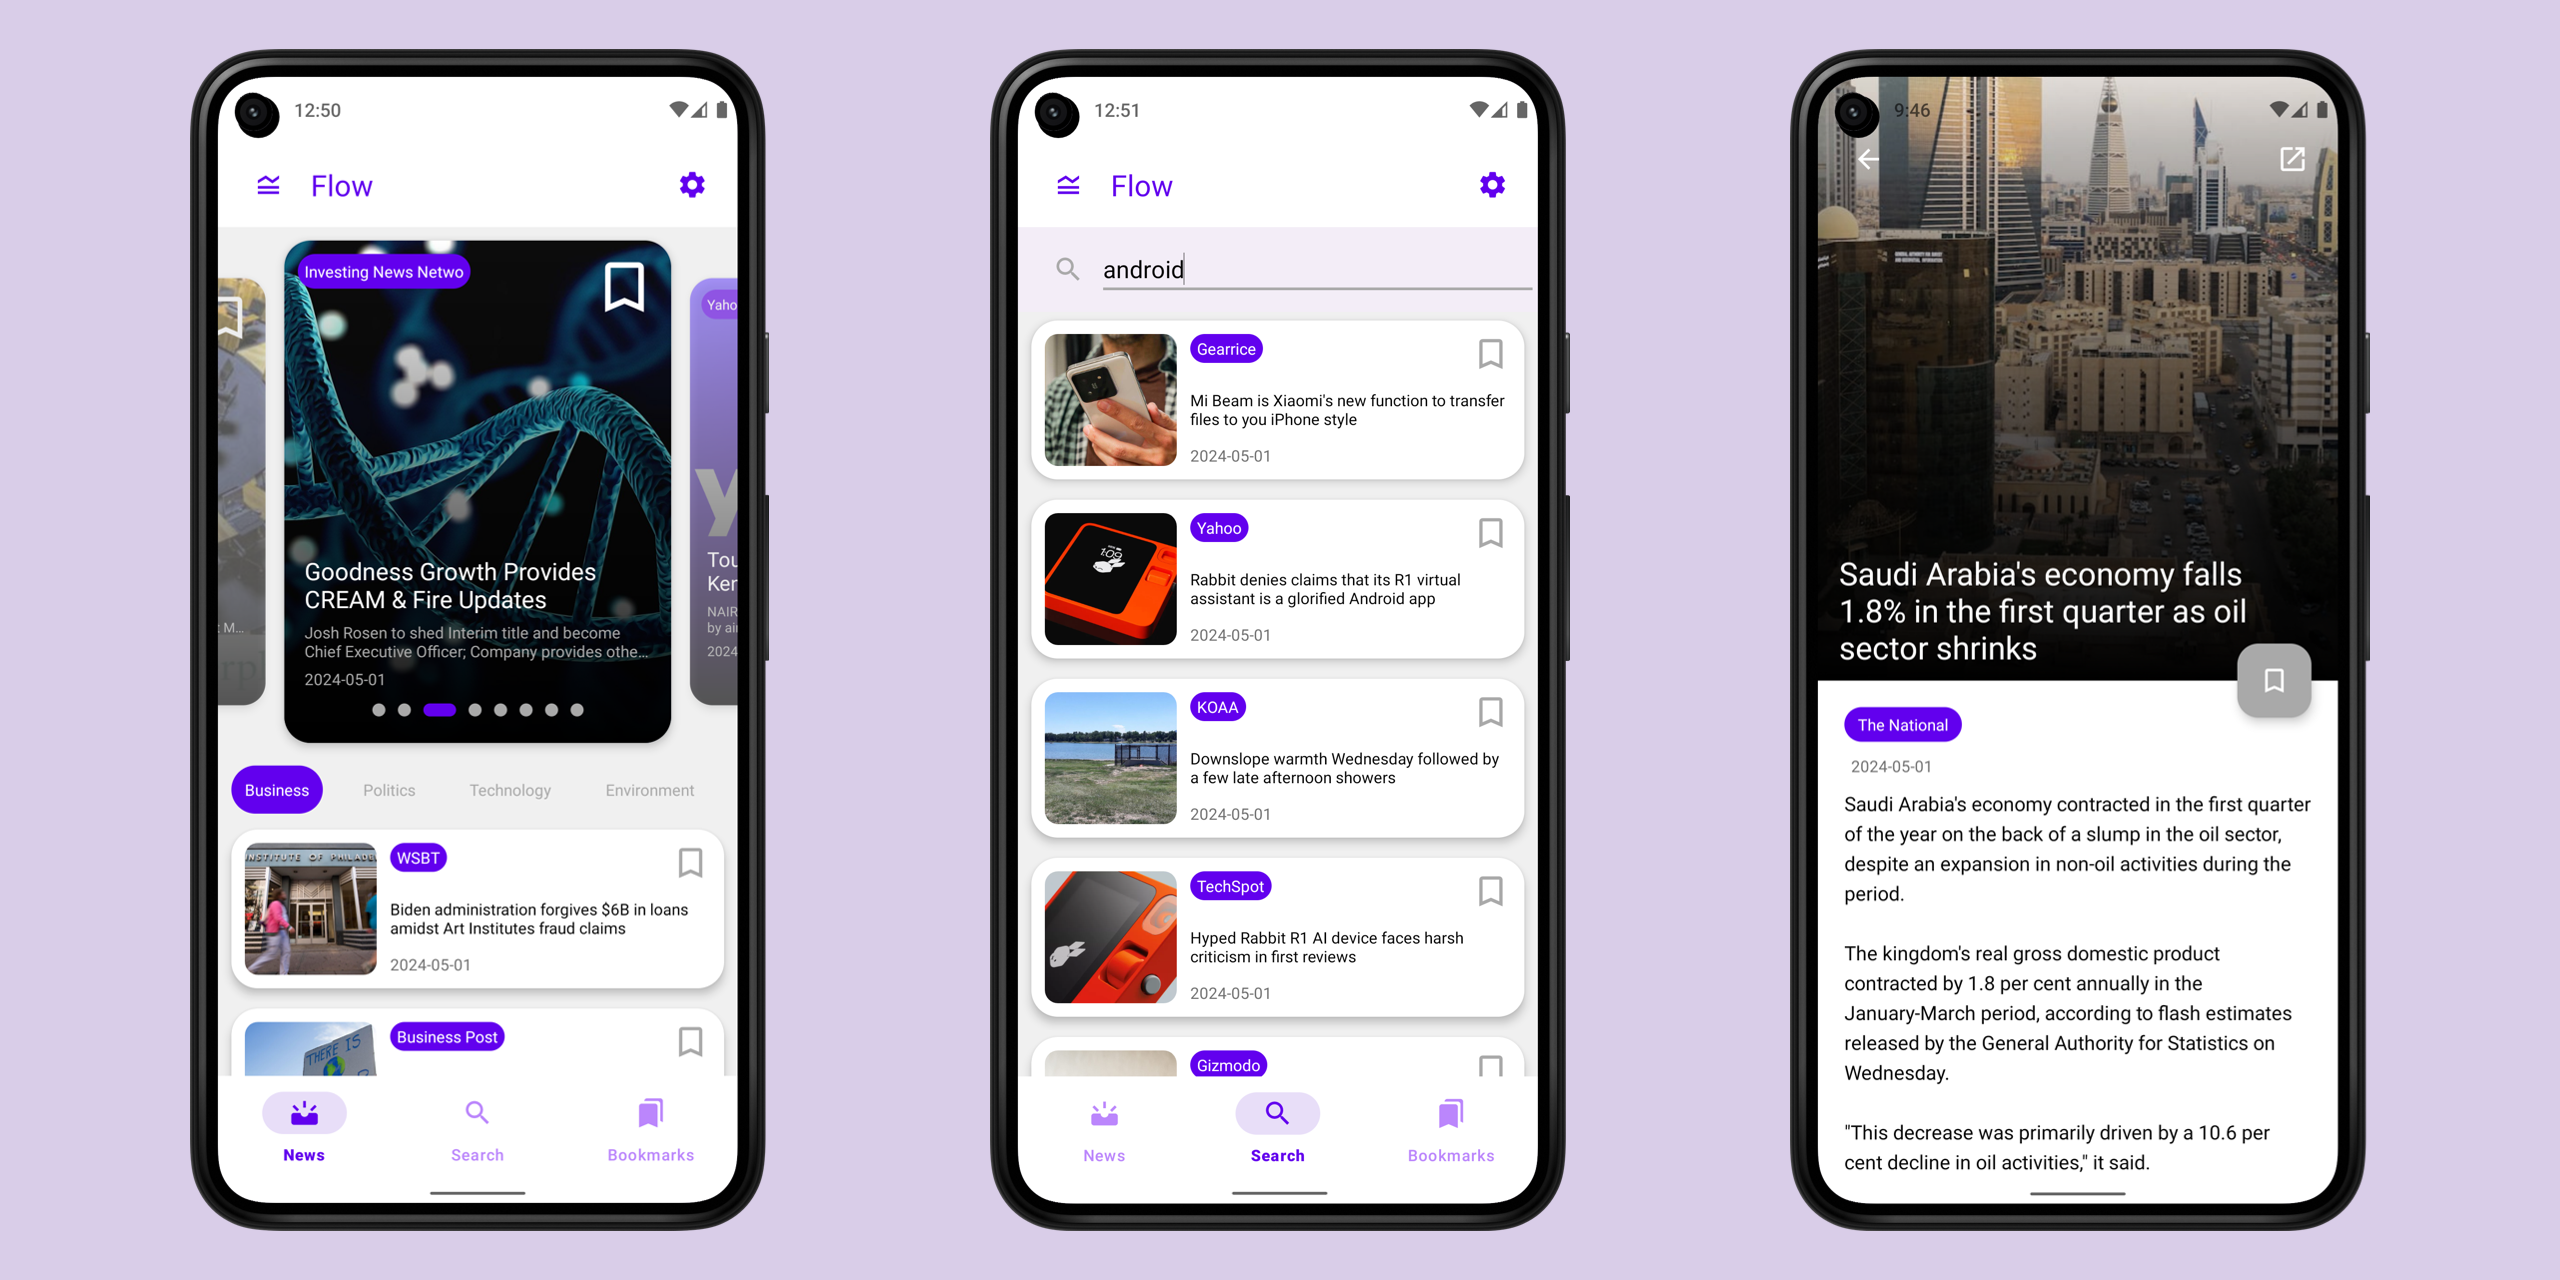 12:50
Flow
Investing News Netwo
Goodness Growth Provides
CREAM & Fire Updates
Josh Rosen to shed Interim title and become
Chief Executive Officer; Company provides othe...
2024-05-01
t M...
Yaho
Tou
Ker
NAIR
by ai
2024
Business
Politics
Technology
Environment
INSTITUTE OF PHILADE
WSBT
Biden administration forgives $6B in loans
amidst Art Institutes fraud claims
2024-05-01
THERE IS
Business Post
News
Search
Bookmarks
12:51
Flow
android
Gearrice
Mi Beam is Xiaomi's new function to transfer
files to you iPhone style
2024-05-01
1:09
Yahoo
Rabbit denies claims that its R1 virtual
assistant is a glorified Android app
2024-05-01
KOAA
Downslope warmth Wednesday followed by
a few late afternoon showers
2024-05-01
TechSpot
Hyped Rabbit R1 AI device faces harsh
criticism in first reviews
2024-05-01
Gizmodo
News
Search
Bookmarks
9:46
Saudi Arabia's economy falls
1.8% in the first quarter as oil
sector shrinks
The National
2024-05-01
Saudi Arabia's economy contracted in the first quarter
of the year on the back of a slump in the oil sector,
despite an expansion in non-oil activities during the
period.
The kingdom's real gross domestic product
contracted by 1.8 per cent annually in the
January-March period, according to flash estimates
released by the General Authority for Statistics on
Wednesday.
"This decrease was primarily driven by a 10.6 per
cent decline in oil activities," it said.